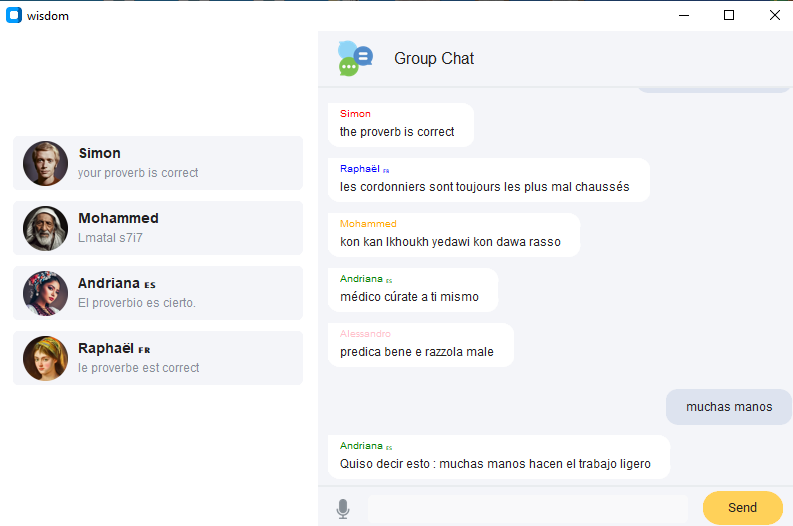 wisdom
Simon
your proverb is correct
Mohammed
Lmatal s7i7
Andriana ES
El proverbio es cierto.
Raphaël FR
le proverbe est correct
Group Chat
Simon
the proverb is correct
Raphaël FR
les cordonniers sont toujours les plus mal chaussés
Mohammed
kon kan lkhoukh yedawi kon dawa rasso
Andriana ES
médico cúrate a ti mismo
Alessandro
predica bene e razzola male
muchas manos
Andriana ES
Quiso decir esto : muchas manos hacen el trabajo ligero
Send